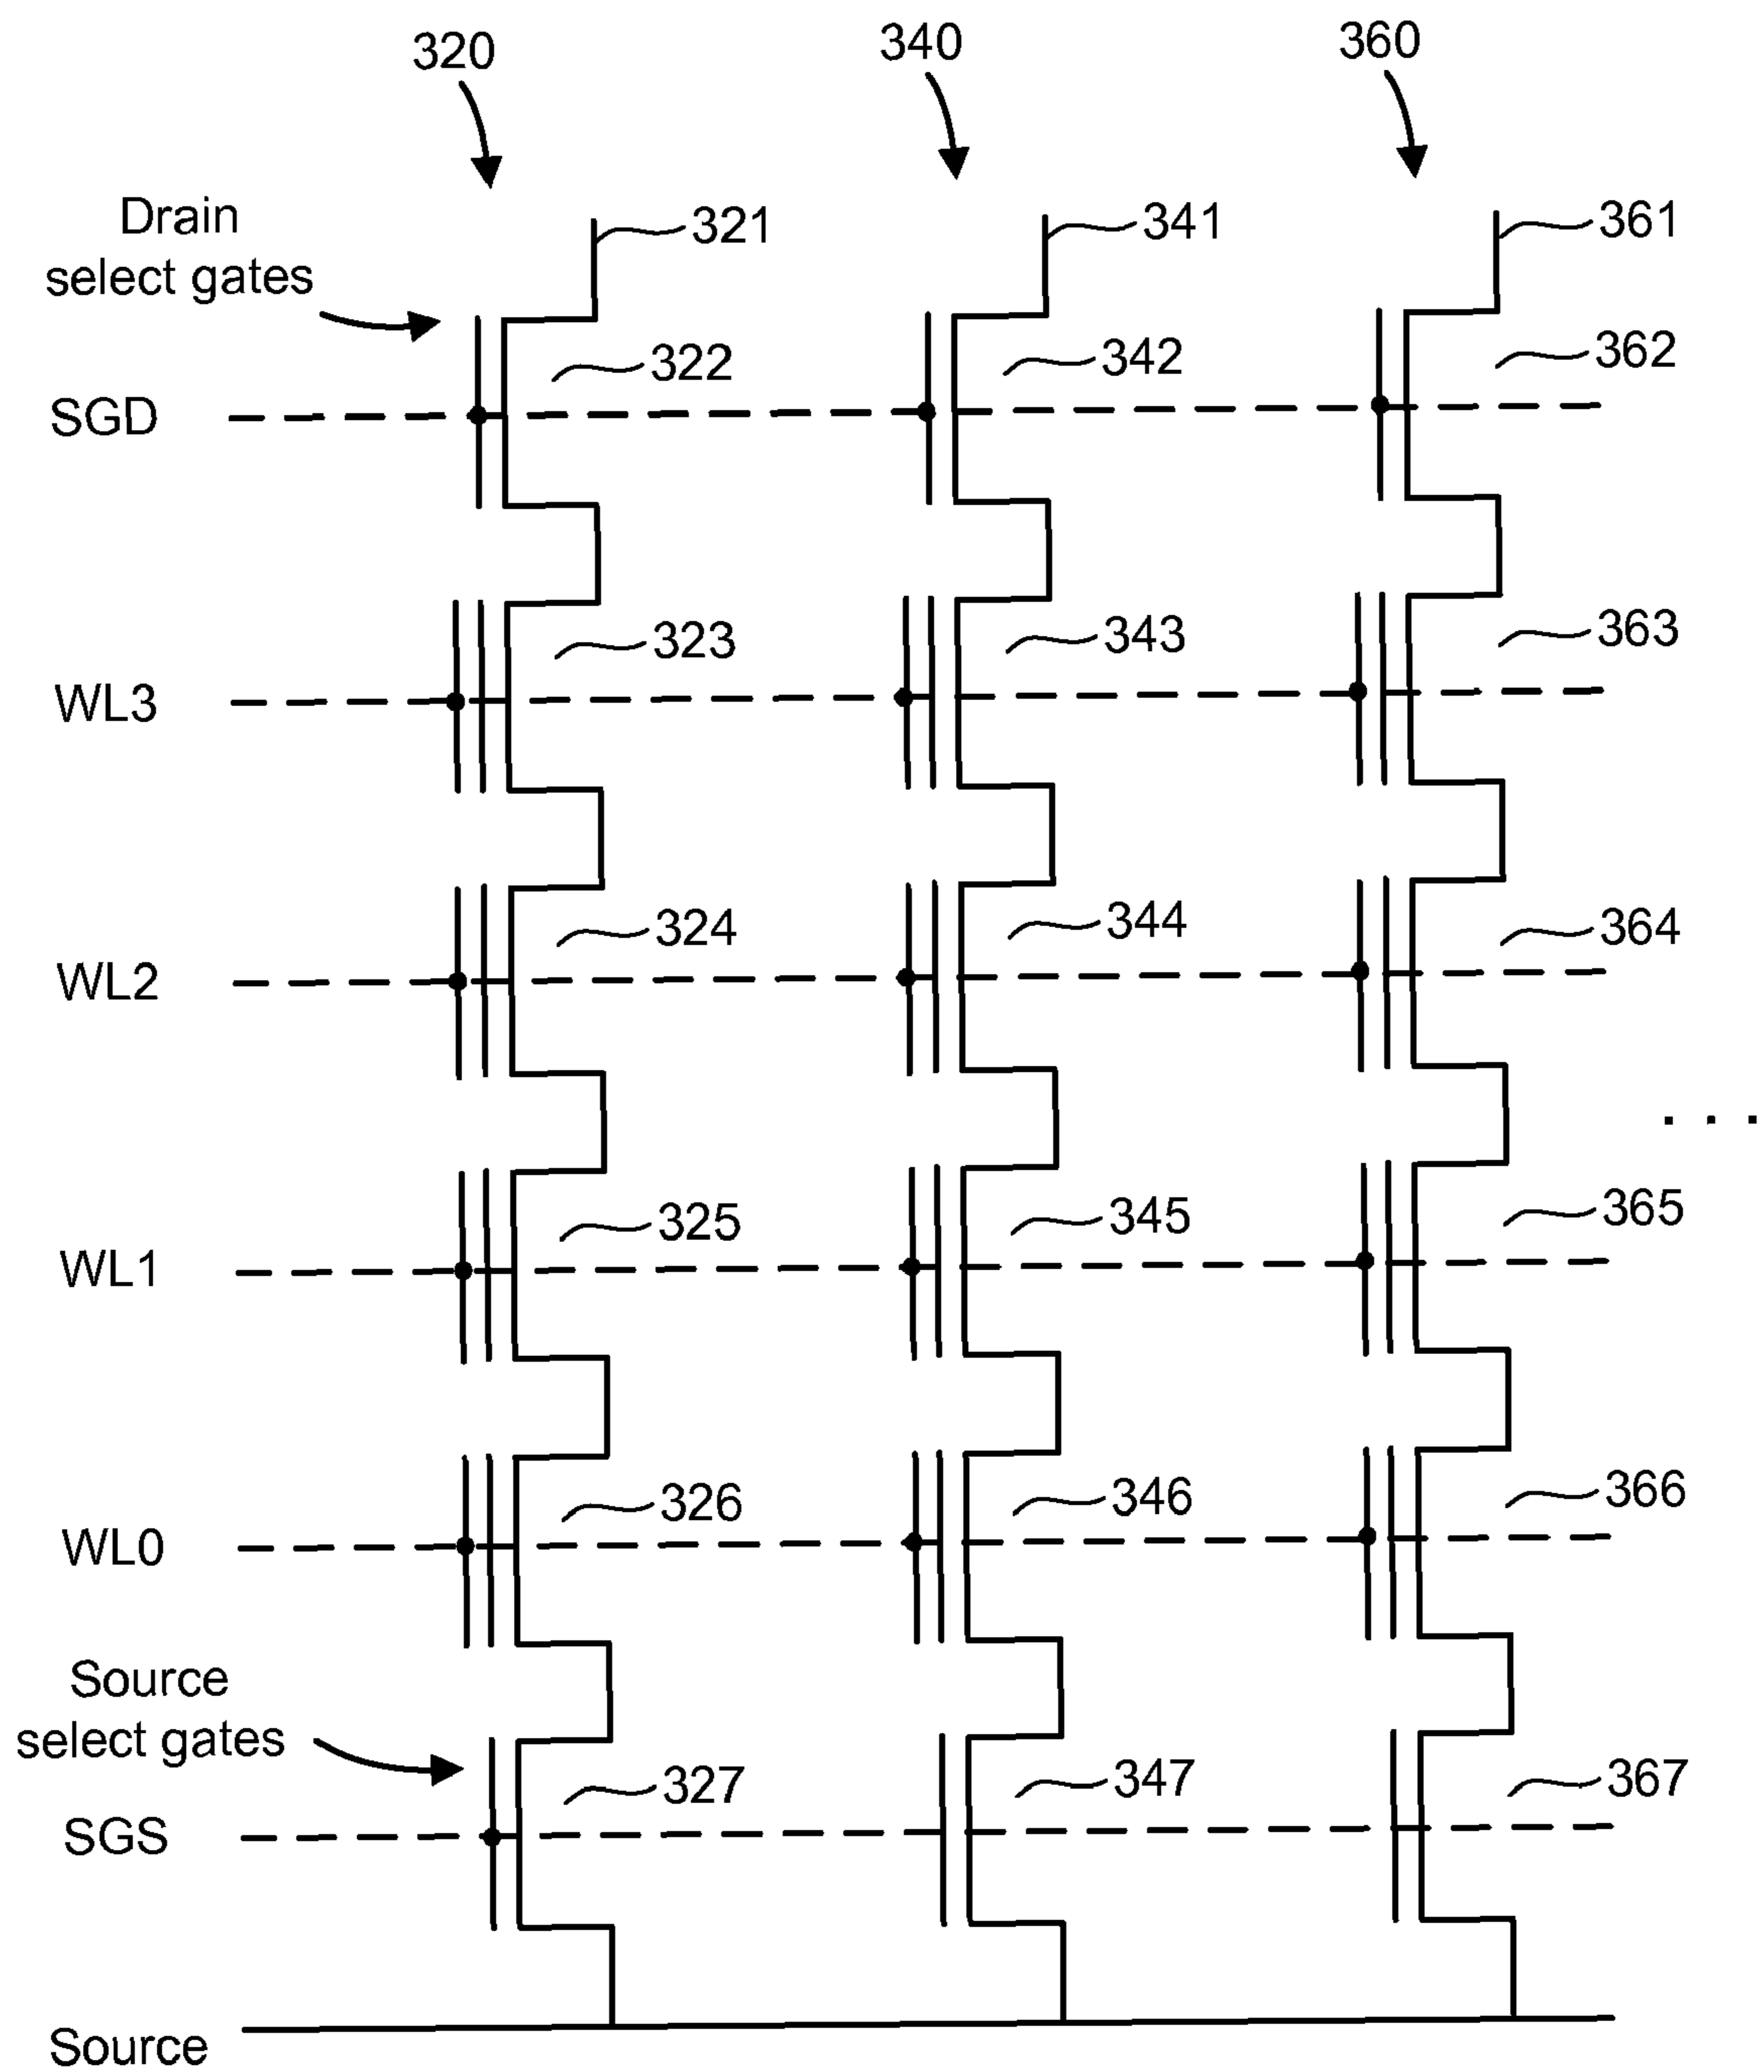 320 340 360
Drain
select gates
321 341 361
322 342 362
SGD
323 343 363
WL3
324 344 364
WL2
. . .
325 345 365
WL1
326 346 366
WL0
Source
select gates
327 347 367
SGS
Source